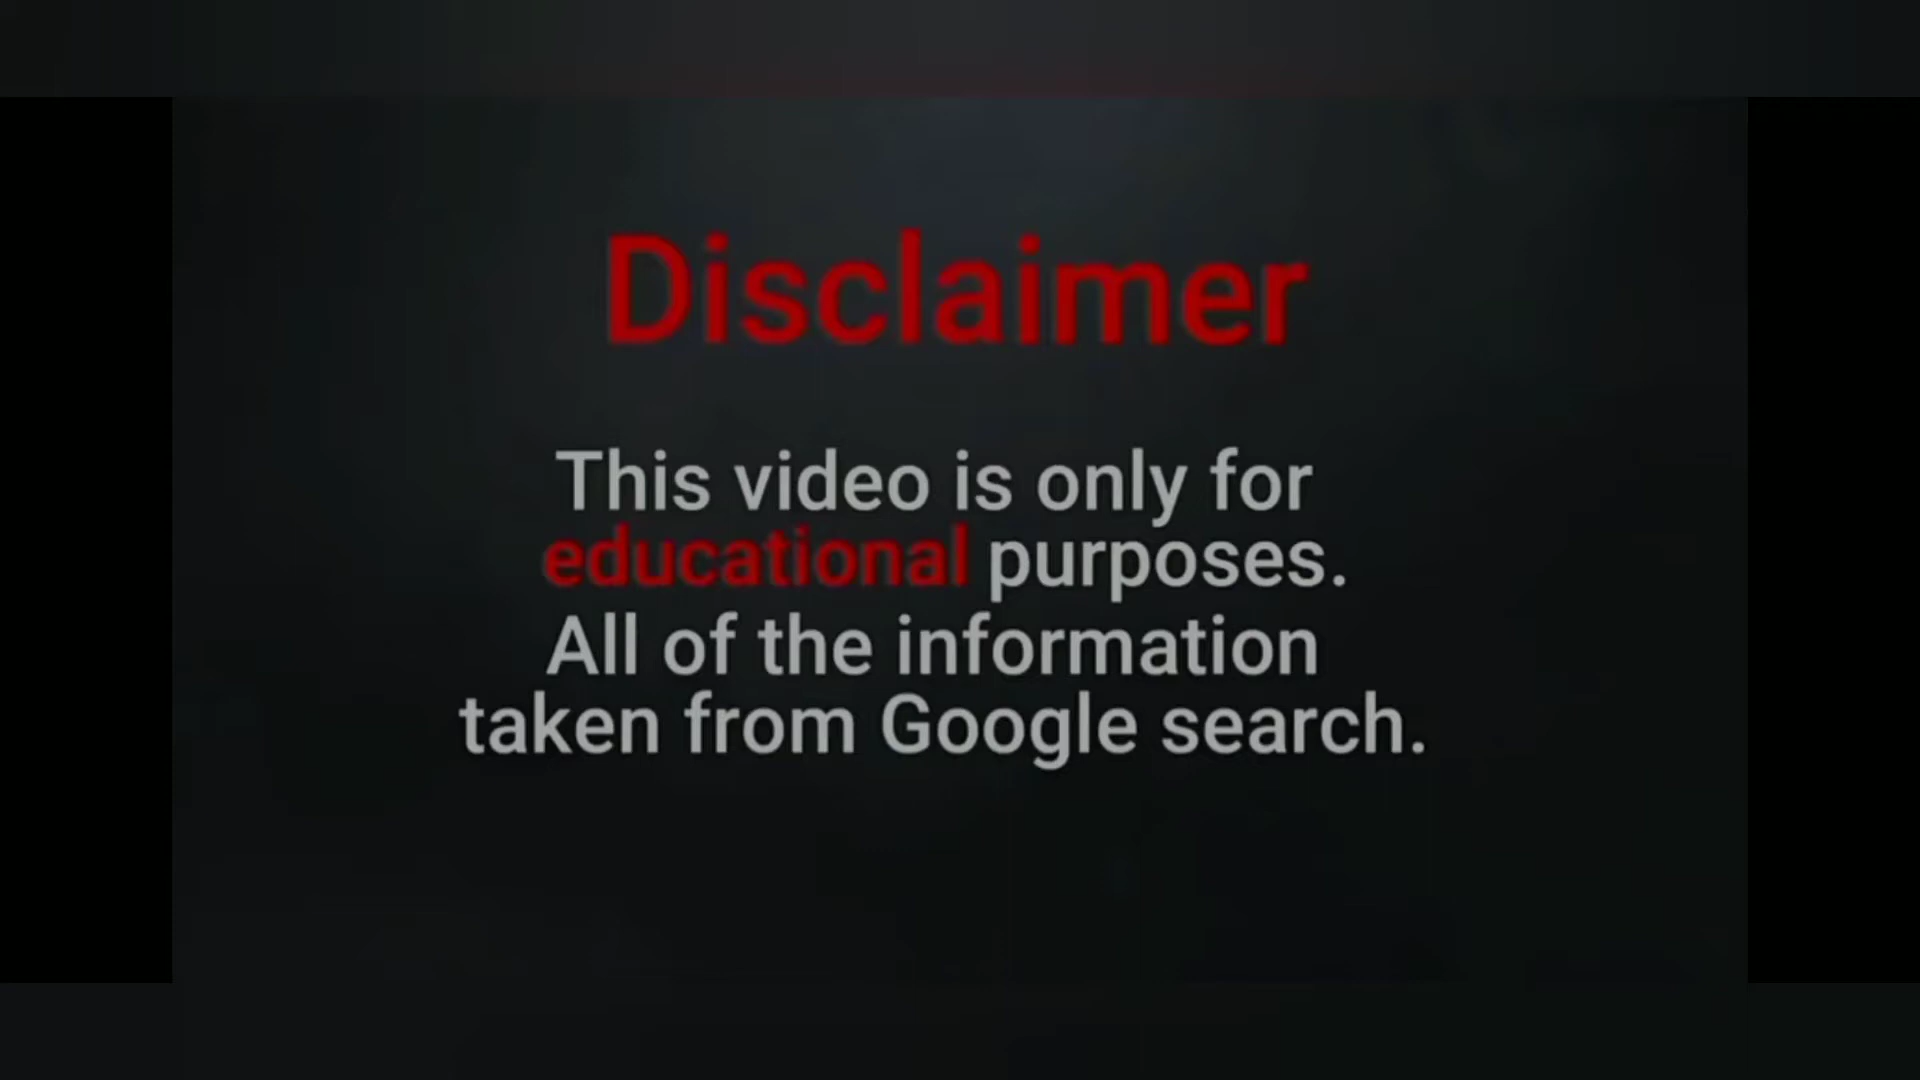 Disclaimer
This video is only for
educational purposes.
All of the information
taken from Google search.